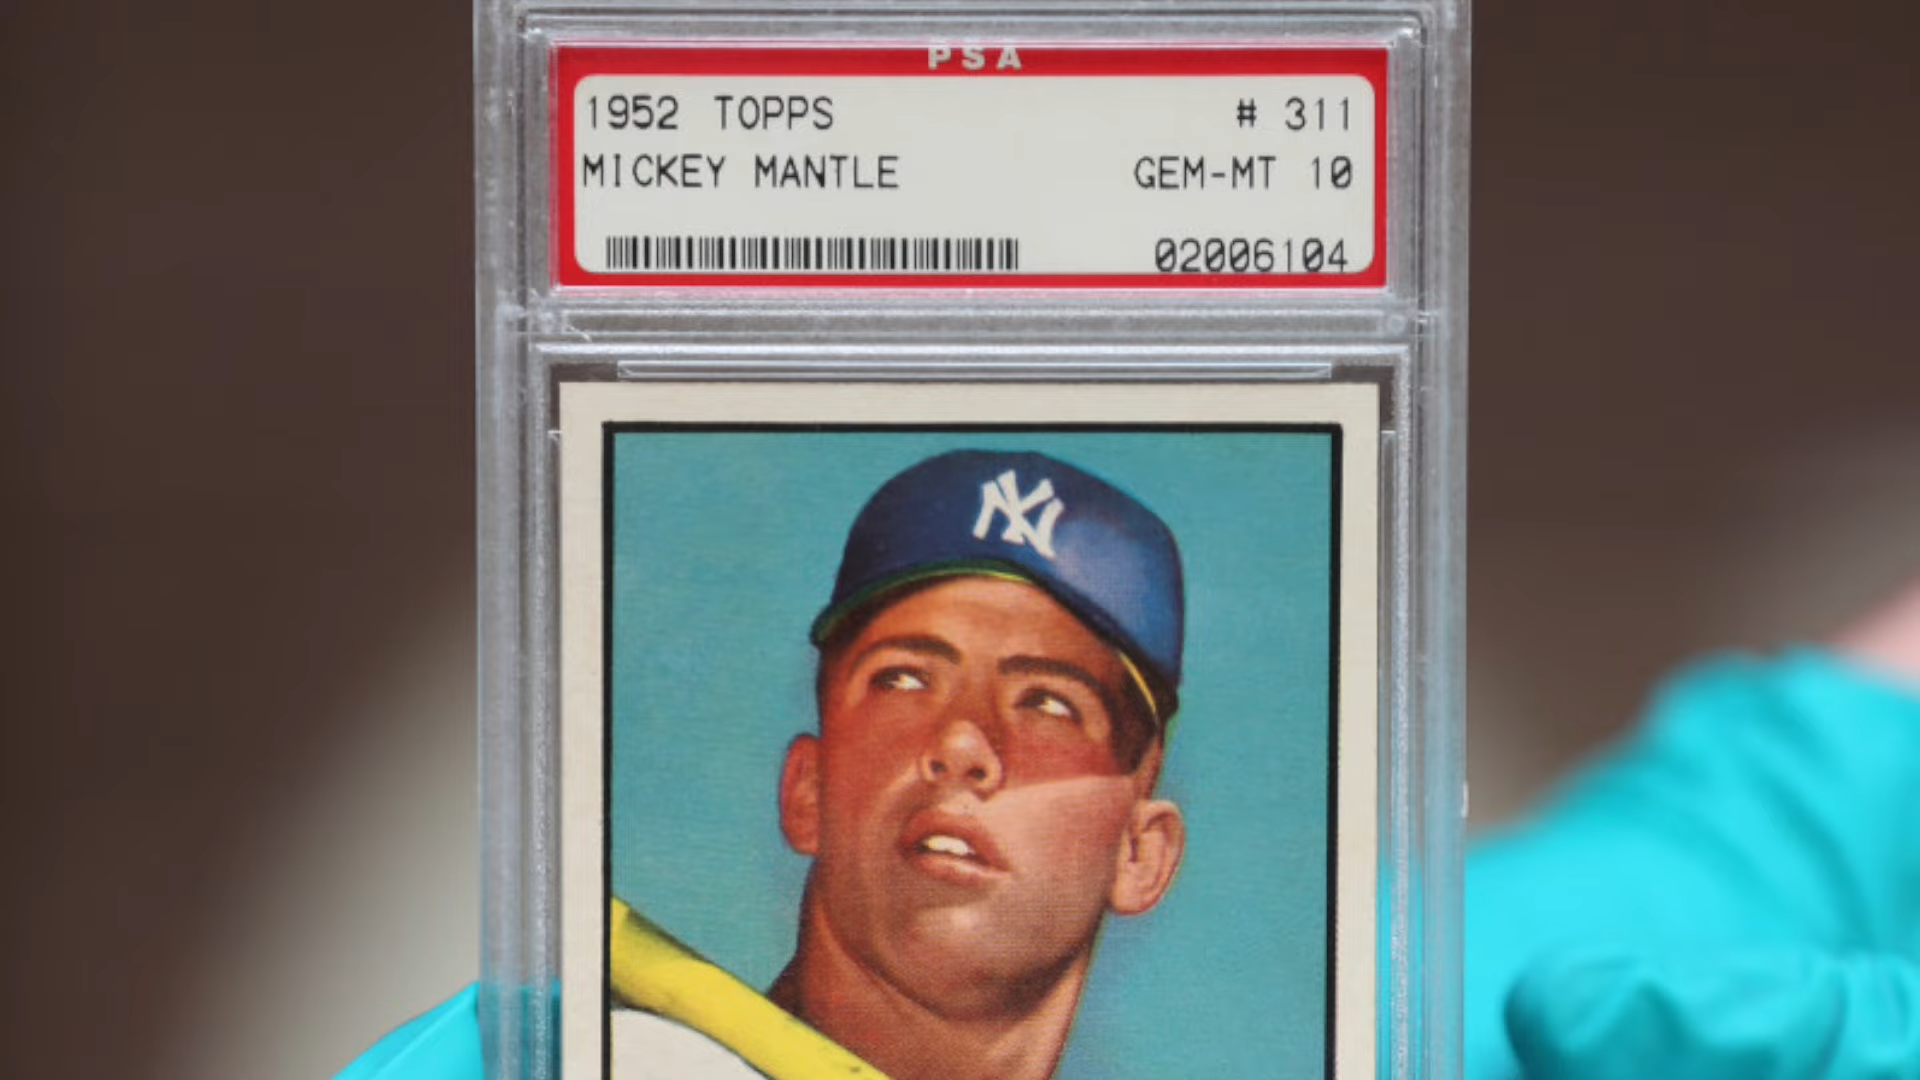 PSA
1952 TOPPS # 311
MICKEY MANTLE GEM-MT 10
02006104
NY